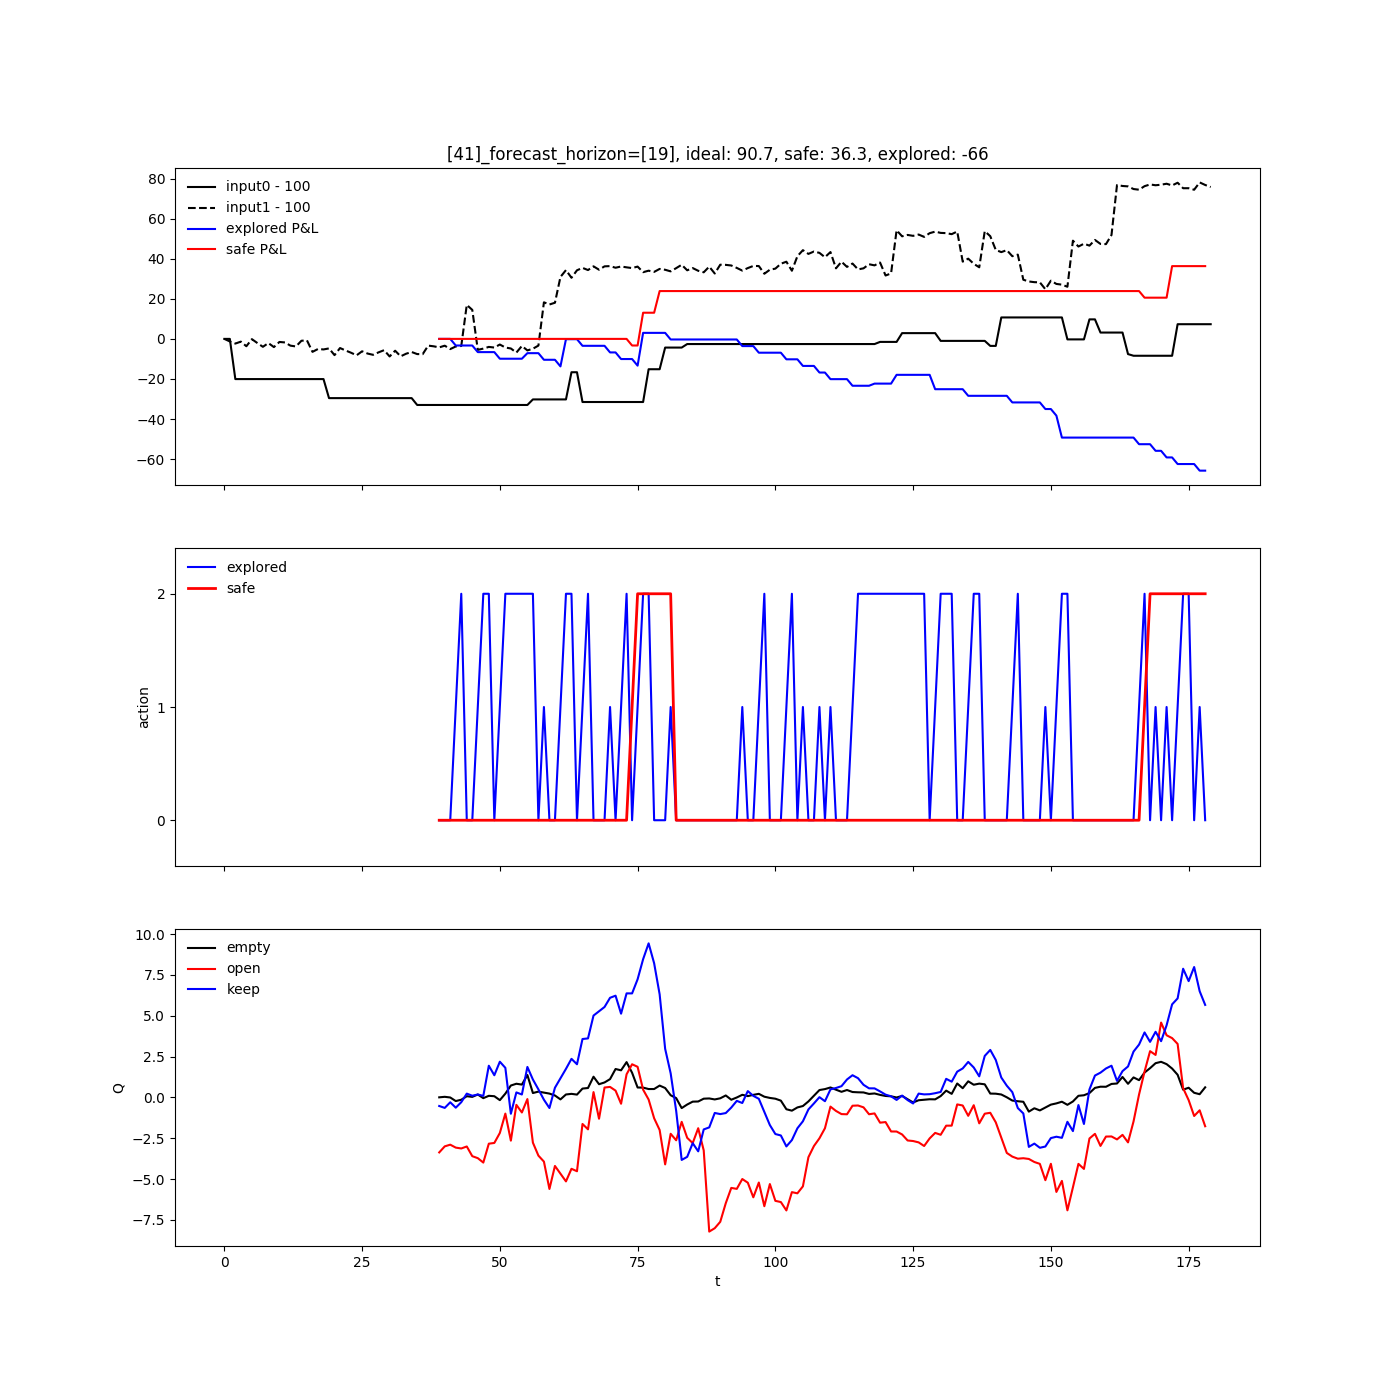 [41]_forecast_horizon=[19], ideal: 90.7, safe: 36.3, explored: -66
input0 - 100
input1 - 100
explored P&L
safe P&L
80
60
40
20
0
−20
−40
−60
explored
safe
2
1
0
action
empty
open
keep
10.0
7.5
5.0
2.5
0.0
−2.5
−5.0
−7.5
Q
0 25 50 75 100 125 150 175
t